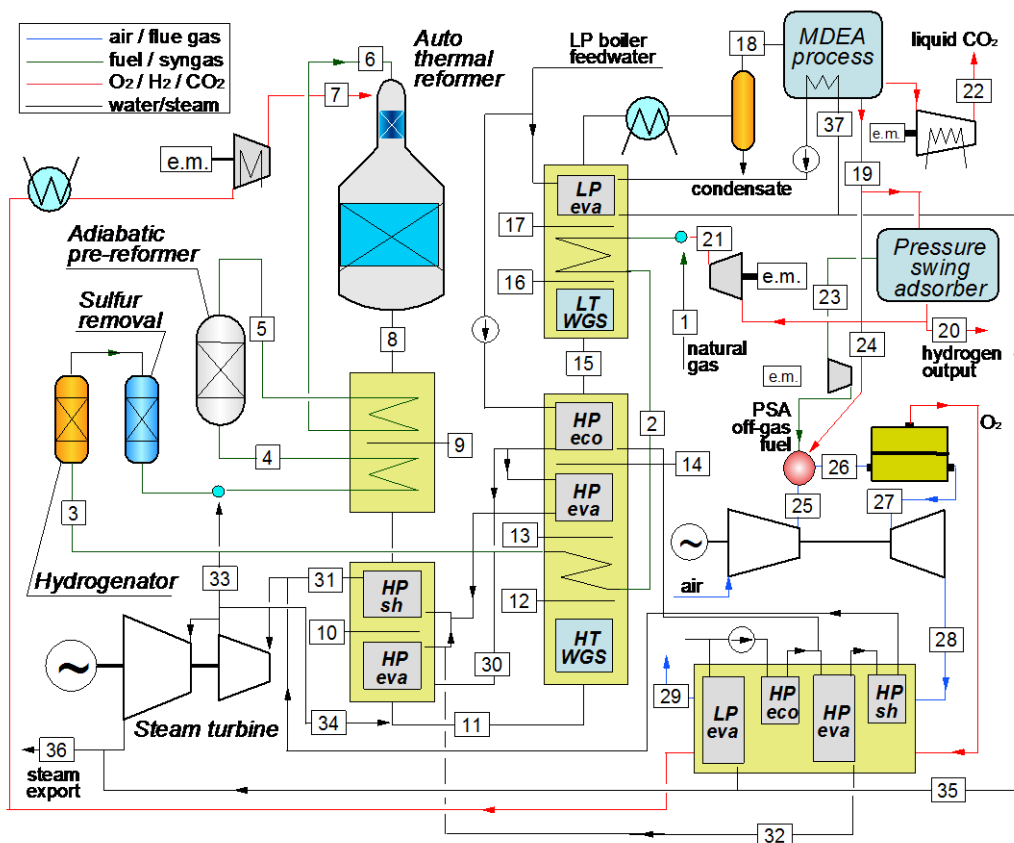 air / flue gas
fuel / syngas
O₂ / H₂ / CO₂
water/steam
6
Auto
thermal
reformer
7
e.m.
LP boiler
feedwater
18
MDEA
process
liquid CO₂
22
e.m.
37
condensate
19
LP
eva
17
16
LT
WGS
21
e.m.
1
natural
gas
Pressure
swing
adsorber
23
20
hydrogen
output
24
e.m.
PSA
off-gas
fuel
O₂
26
25
27
air
28
Adiabatic
pre-reformer
Sulfur
removal
5
8
9
4
3
Hydrogenator
33
15
HP
eco
2
14
HP
eva
13
12
HT
WGS
31
HP
sh
10
HP
eva
30
11
34
~
Steam turbine
36
steam
export
~
29
LP
eva
HP
eco
HP
eva
HP
sh
35
32